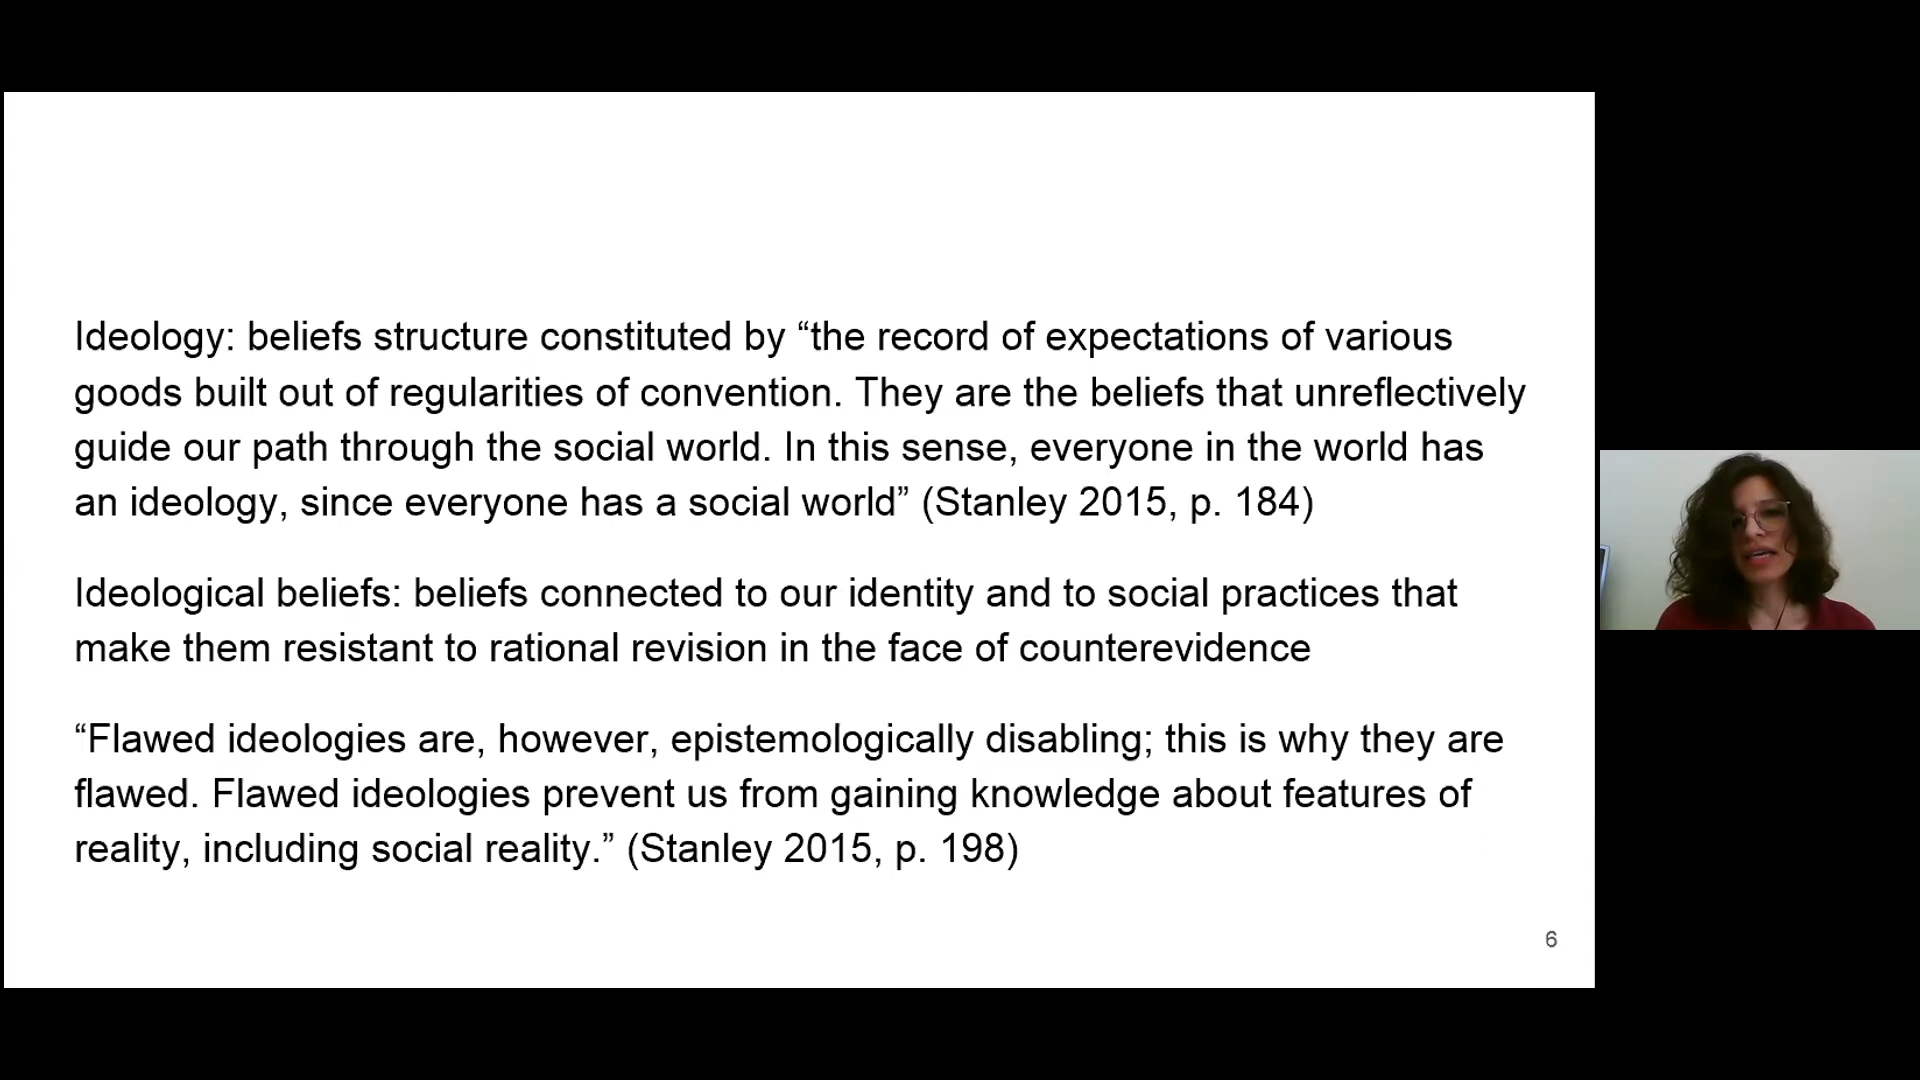 Ideology: beliefs structure constituted by “the record of expectations of various
goods built out of regularities of convention. They are the beliefs that unreflectively
guide our path through the social world. In this sense, everyone in the world has
an ideology, since everyone has a social world” (Stanley 2015, p. 184)
Ideological beliefs: beliefs connected to our identity and to social practices that
make them resistant to rational revision in the face of counterevidence
“Flawed ideologies are, however, epistemologically disabling; this is why they are
flawed. Flawed ideologies prevent us from gaining knowledge about features of
reality, including social reality.” (Stanley 2015, p. 198)
6